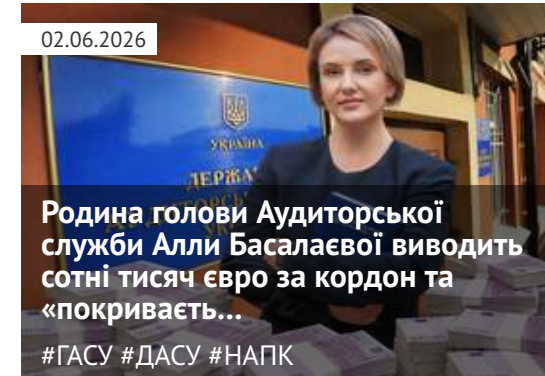 02.06.2026
УКРАЇНА
Родина голови Аудиторської
служби Алли Басалаєвої виводить
сотні тисяч євро за кордон та
«покриваєть...
#ГАСУ #ДАСУ #НАПК